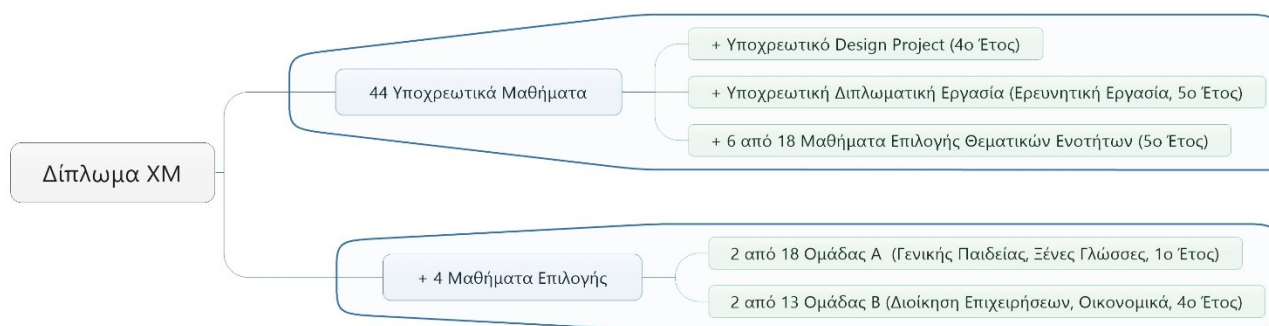 + Υποχρεωτικό Design Project (4ο Έτος)
44 Υποχρεωτικά Μαθήματα
+ Υποχρεωτική Διπλωματική Εργασία (Ερευνητική Εργασία, 5ο Έτος)
+ 6 από 18 Μαθήματα Επιλογής Θεματικών Ενοτήτων (5ο Έτος)
Δίπλωμα ΧΜ
2 από 18 Ομάδας Α (Γενικής Παιδείας, Ξένες Γλώσσες, 1ο Έτος)
+ 4 Μαθήματα Επιλογής
2 από 13 Ομάδας Β (Διοίκηση Επιχειρήσεων, Οικονομικά, 4ο Έτος)